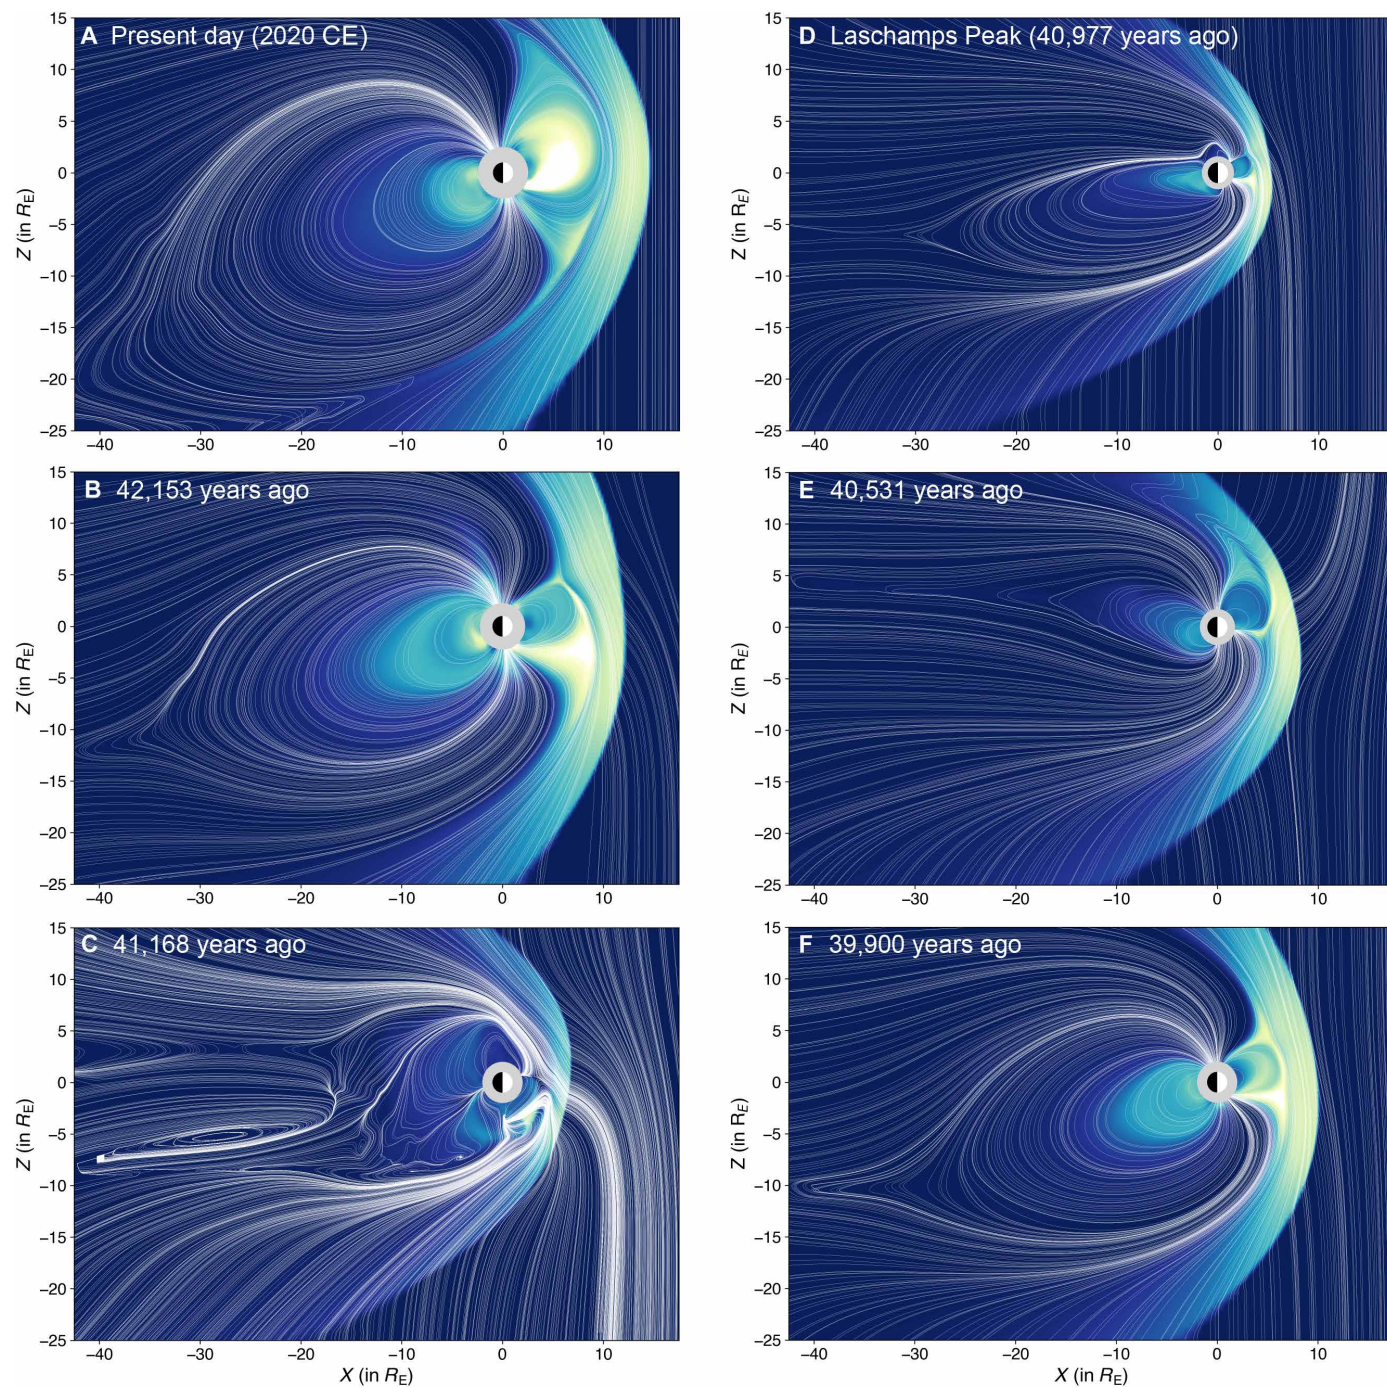 A Present day (2020 CE)
15
10
5
0
−5
−10
−15
−20
−25
Z (in RE)
−40 −30 −20 −10 0 10
D Laschamps Peak (40,977 years ago)
15
10
5
0
−5
−10
−15
−20
−25
Z (in RE)
−40 −30 −20 −10 0 10
B 42,153 years ago
15
10
5
0
−5
−10
−15
−20
−25
Z (in RE)
−40 −30 −20 −10 0 10
E 40,531 years ago
15
10
5
0
−5
−10
−15
−20
−25
Z (in RE)
−40 −30 −20 −10 0 10
C 41,168 years ago
15
10
5
0
−5
−10
−15
−20
−25
Z (in RE)
−40 −30 −20 −10 0 10
X (in RE)
F 39,900 years ago
15
10
5
0
−5
−10
−15
−20
−25
Z (in RE)
−40 −30 −20 −10 0 10
X (in RE)